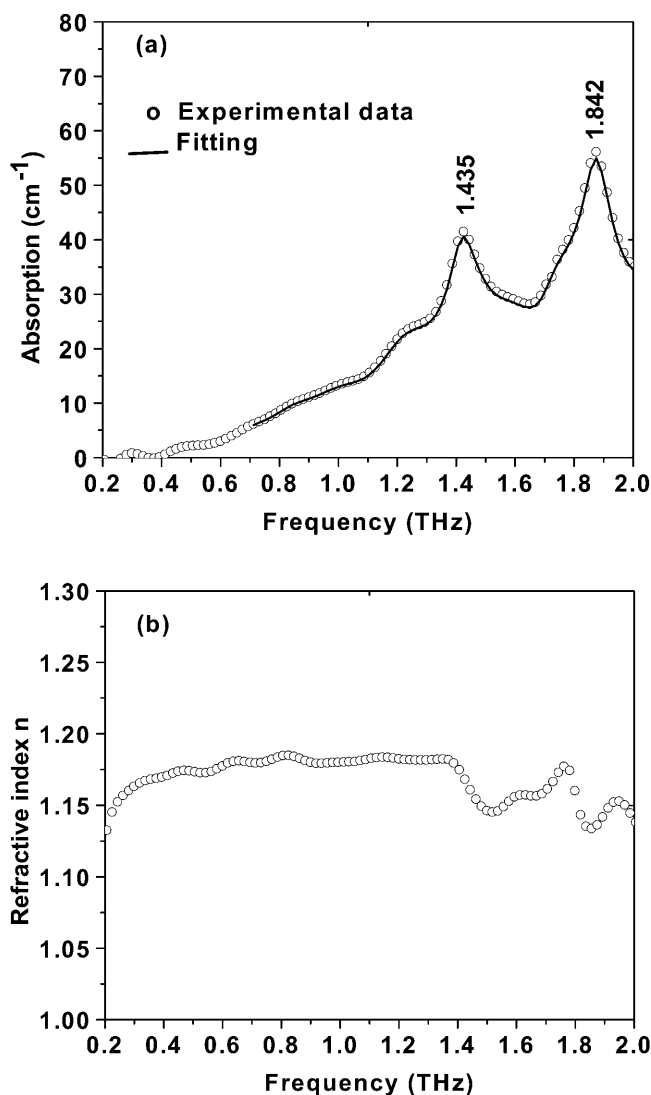 (a)
80
70
60
50
40
30
20
10
0
Absorption (cm-1)
Experimental data
Fitting
1.435
1.842
0.2 0.4 0.6 0.8 1.0 1.2 1.4 1.6 1.8 2.0
Frequency (THz)
(b)
1.30
1.25
1.20
1.15
1.10
1.05
1.00
Refractive index n
0.2 0.4 0.6 0.8 1.0 1.2 1.4 1.6 1.8 2.0
Frequency (THz)